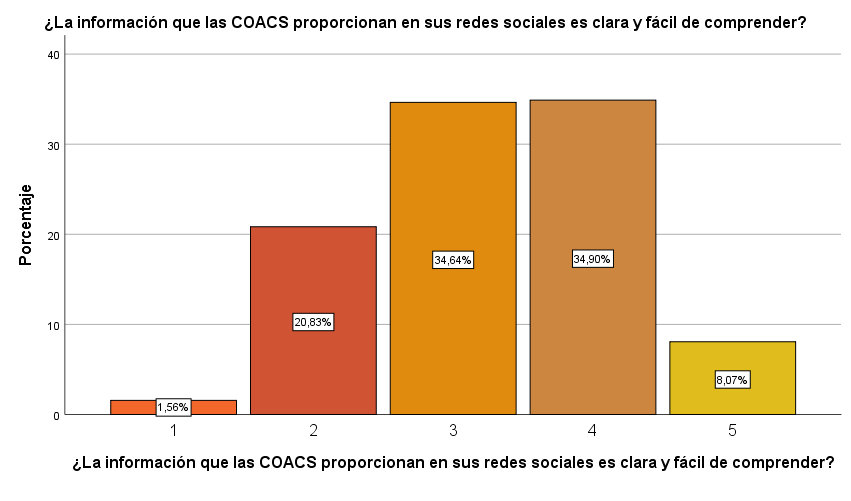 ¿La información que las COACS proporcionan en sus redes sociales es clara y fácil de comprender?
40
30
20
10
0
Porcentaje
1,56%
20,83%
34,64%
34,90%
8,07%
1 2 3 4 5
¿La información que las COACS proporcionan en sus redes sociales es clara y fácil de comprender?